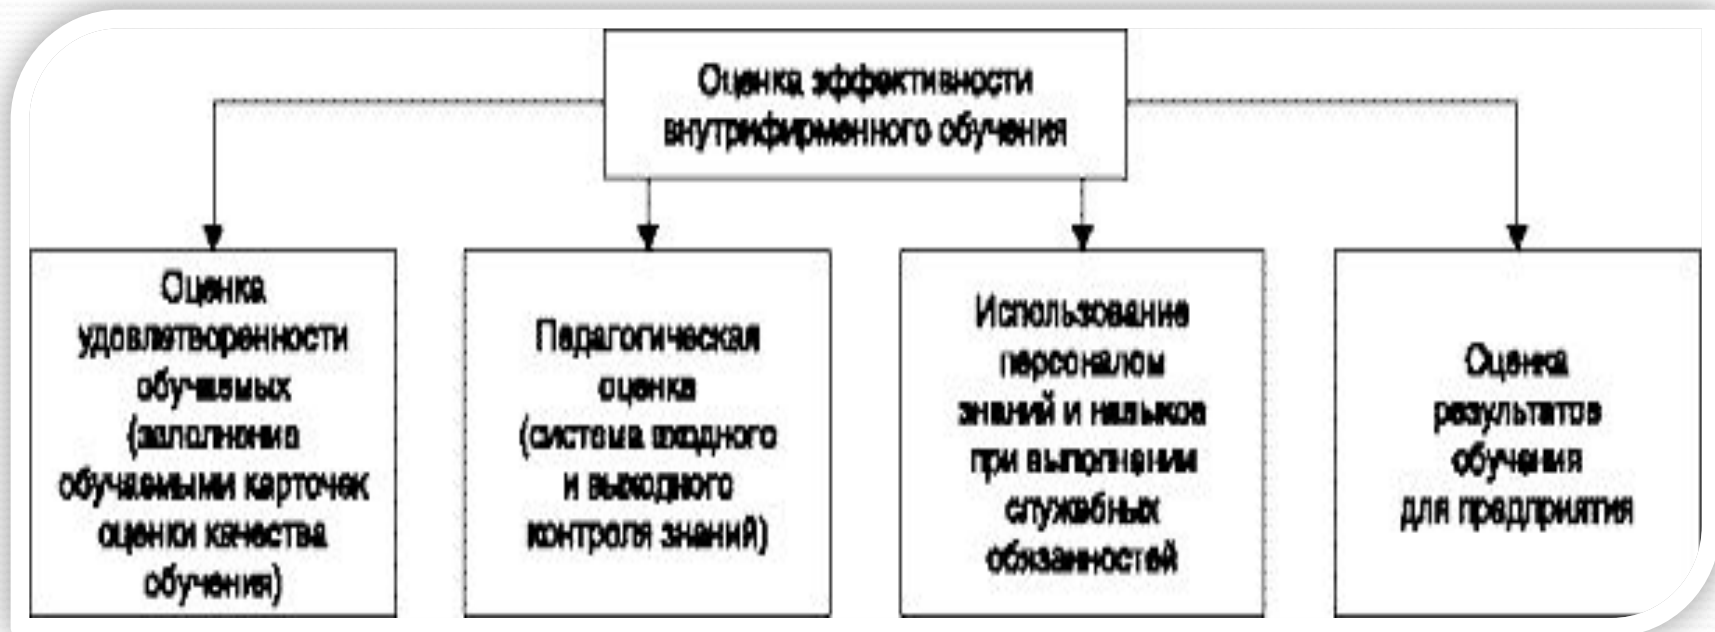 Оценка эффективности
внутрифирменного обучения
Оценка
удовлетворенности
обучаемых
(заполнение
обучаемыми карточек
оценки качества
обучения)
Педагогическая
оценка
(система входного
и выходного
контроля знаний)
Использование
персоналом
знаний и навыков
при выполнении
служебных
обязанностей
Оценка
результатов
обучения
для предприятия